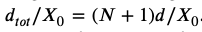 d_{tot}/X_0 = (N + 1)d/X_0.